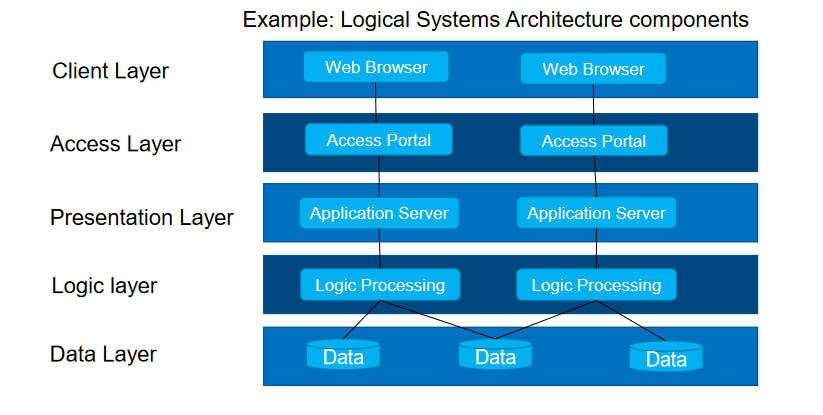 Example: Logical Systems Architecture components
Client Layer
Web Browser
Web Browser
Access Layer
Access Portal
Access Portal
Presentation Layer
Application Server
Application Server
Logic layer
Logic Processing
Logic Processing
Data Layer
Data
Data
Data